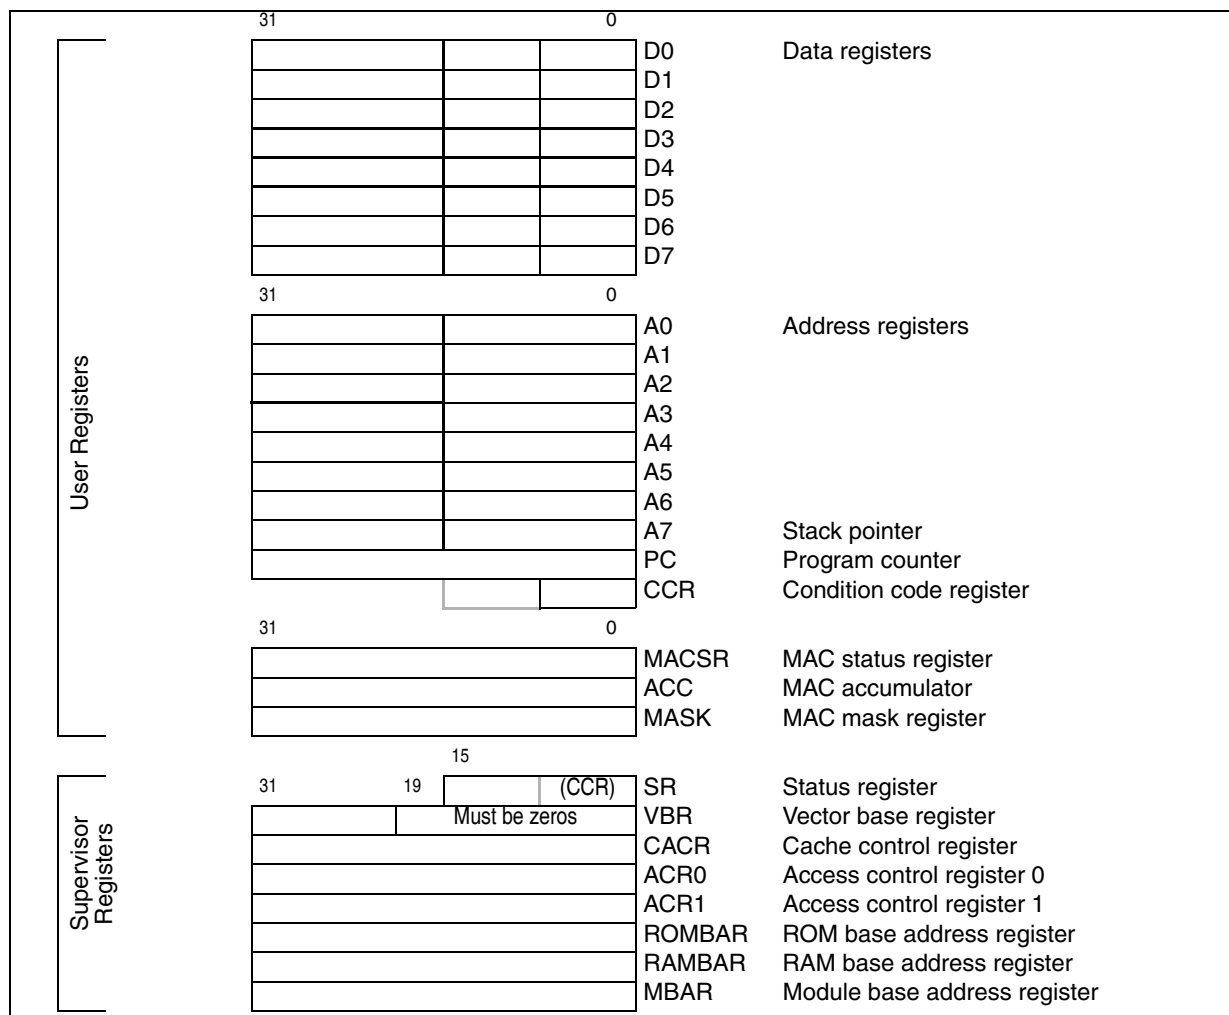 31 0
D0 Data registers
D1
D2
D3
D4
D5
D6
D7
31 0
A0 Address registers
A1
A2
A3
A4
A5
A6
A7 Stack pointer
PC Program counter
CCR Condition code register
31 0
MACSR MAC status register
ACC MAC accumulator
MASK MAC mask register
User Registers
15
31 19 (CCR) SR Status register
Must be zeros VBR Vector base register
CACR Cache control register
ACR0 Access control register 0
ACR1 Access control register 1
ROMBAR ROM base address register
RAMBAR RAM base address register
MBAR Module base address register
Supervisor
Registers